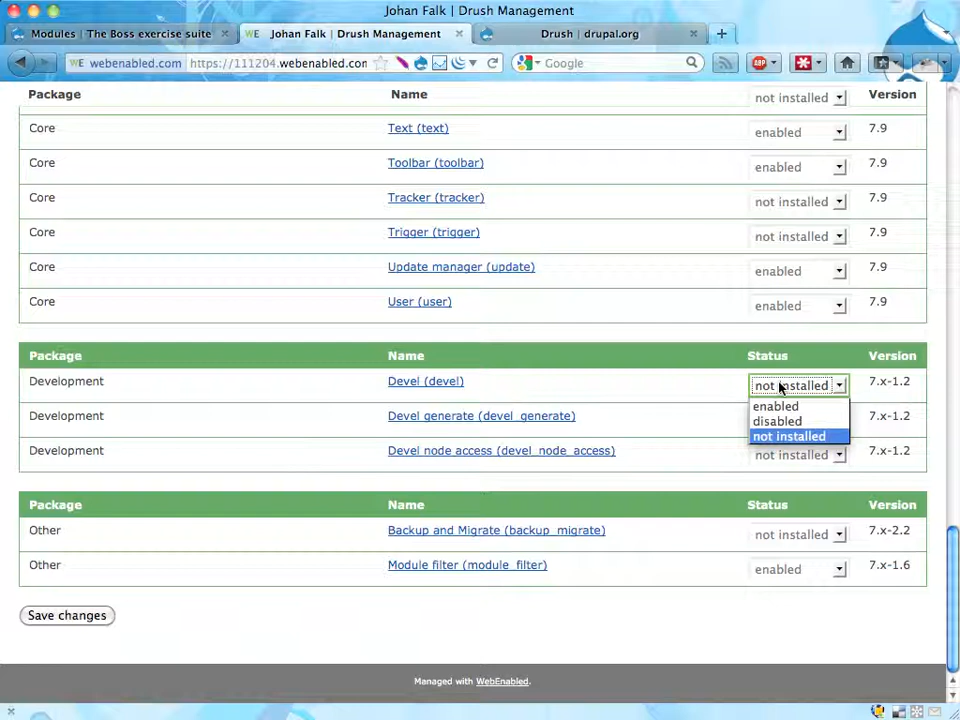 Johan Falk | Drush Management
Modules | The Boss exercise suite
Johan Falk | Drush Management
Drush | drupal.org
webenabled.com https://111204.webenabled.com
Google
Package Name not installed Version
Core Text (text) enabled 7.9
Core Toolbar (toolbar) enabled 7.9
Core Tracker (tracker) not installed 7.9
Core Trigger (trigger) not installed 7.9
Core Update manager (update) enabled 7.9
Core User (user) enabled 7.9
Package Name Status Version
Development Devel (devel) not installed 7.x-1.2
enabled
disabled
not installed
Development Devel generate (devel_generate) 7.x-1.2
Development Devel node access (devel_node_access) not installed 7.x-1.2
Package Name Status Version
Other Backup and Migrate (backup_migrate) not installed 7.x-2.2
Other Module filter (module_filter) enabled 7.x-1.6
Save changes
Managed with WebEnabled.